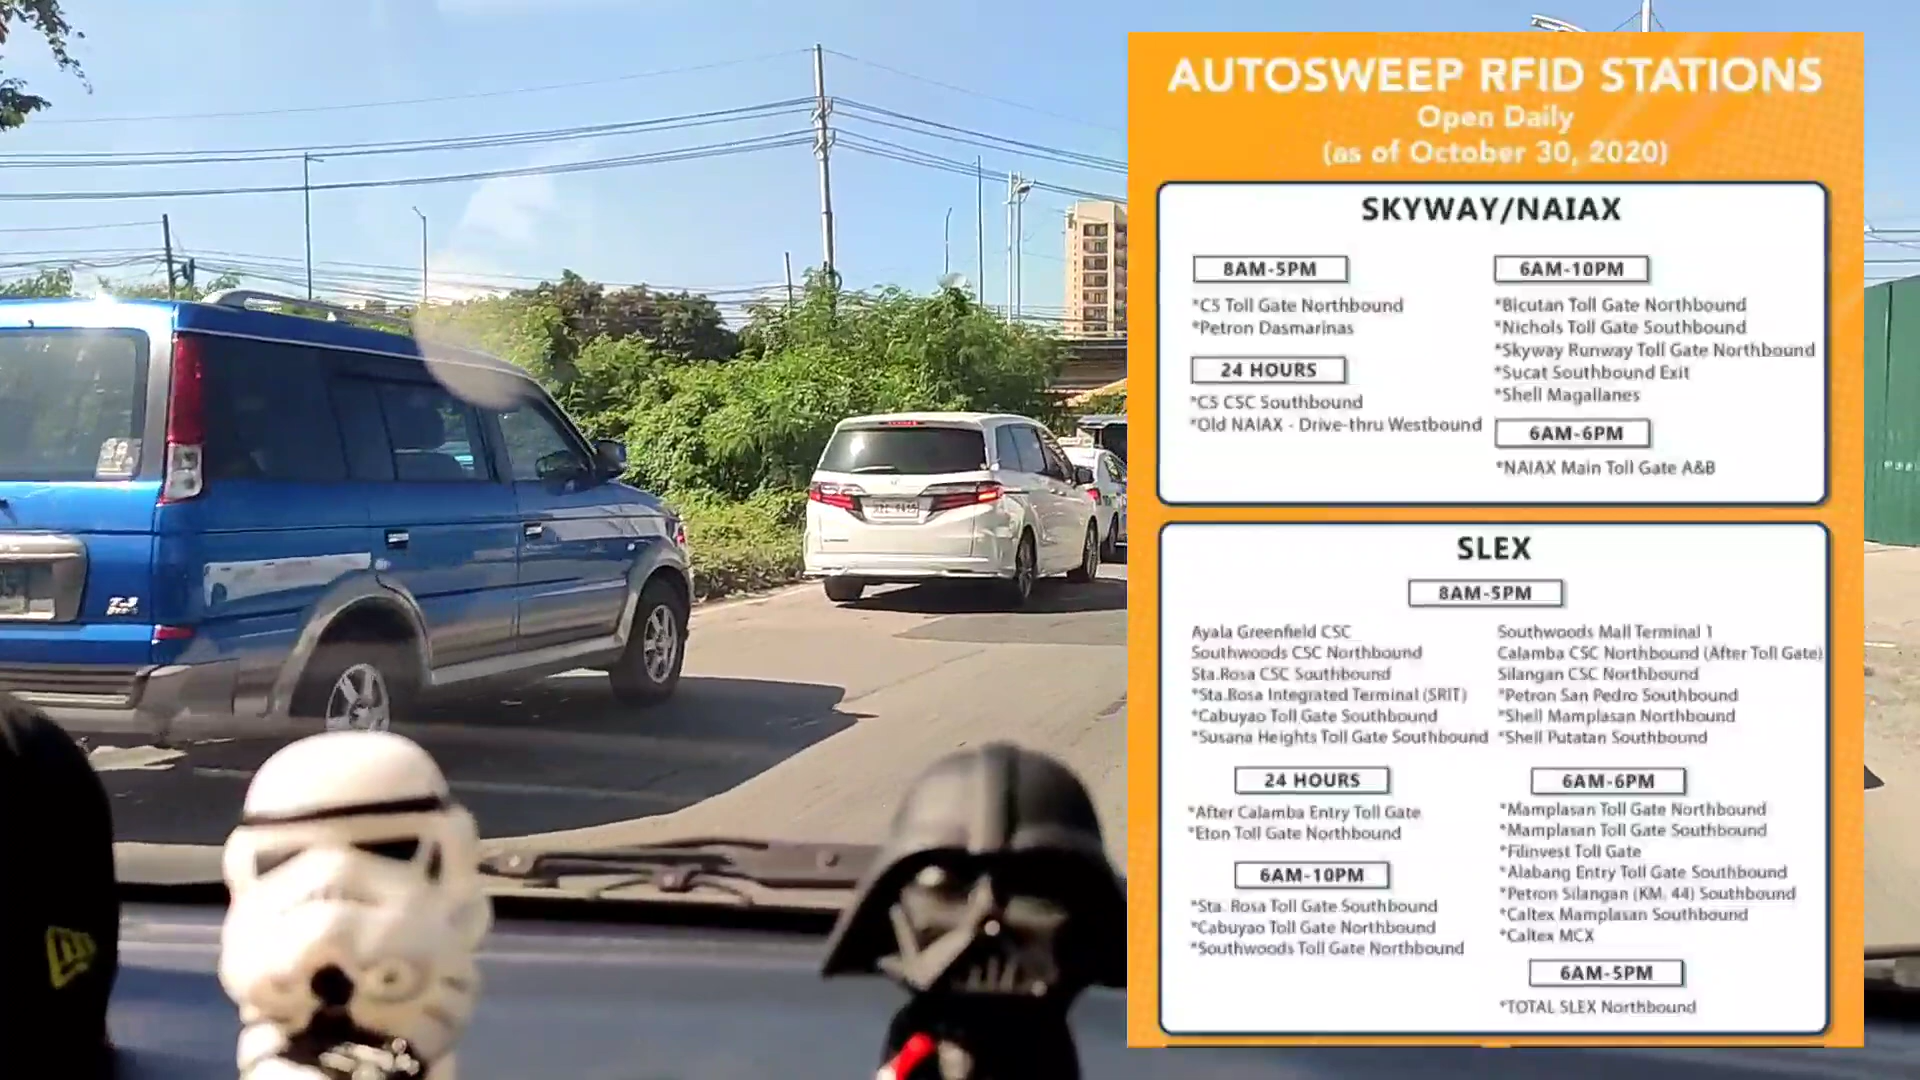 AUTOSWEEP RFID STATIONS
Open Daily
(as of October 30, 2020)
SKYWAY/NAIAX
8AM-5PM
*C5 Toll Gate Northbound
*Petron Dasmarinas
24 HOURS
*C5 CSC Southbound
*Old NAIAX - Drive-thru Westbound
6AM-10PM
*Bicutan Toll Gate Northbound
*Nichols Toll Gate Southbound
*Skyway Runway Toll Gate Northbound
*Sucat Southbound Exit
*Shell Magallanes
6AM-6PM
*NAIAX Main Toll Gate A&B
SLEX
8AM-5PM
Ayala Greenfield CSC
Southwoods CSC Northbound
Sta.Rosa CSC Southbound
*Sta.Rosa Integrated Terminal (SRIT)
*Cabuyao Toll Gate Southbound
*Susana Heights Toll Gate Southbound
Southwoods Mall Terminal 1
Calamba CSC Northbound (After Toll Gate)
Silangan CSC Northbound
*Petron San Pedro Southbound
*Shell Mamplasan Northbound
*Shell Putatan Southbound
24 HOURS
*After Calamba Entry Toll Gate
*Eton Toll Gate Northbound
6AM-10PM
*Sta. Rosa Toll Gate Southbound
*Cabuyao Toll Gate Northbound
*Southwoods Toll Gate Northbound
6AM-6PM
*Mamplasan Toll Gate Northbound
*Mamplasan Toll Gate Southbound
*Filinvest Toll Gate
*Alabang Entry Toll Gate Southbound
*Petron Silangan (KM. 44) Southbound
*Caltex Mamplasan Southbound
*Caltex MCX
6AM-5PM
*TOTAL SLEX Northbound